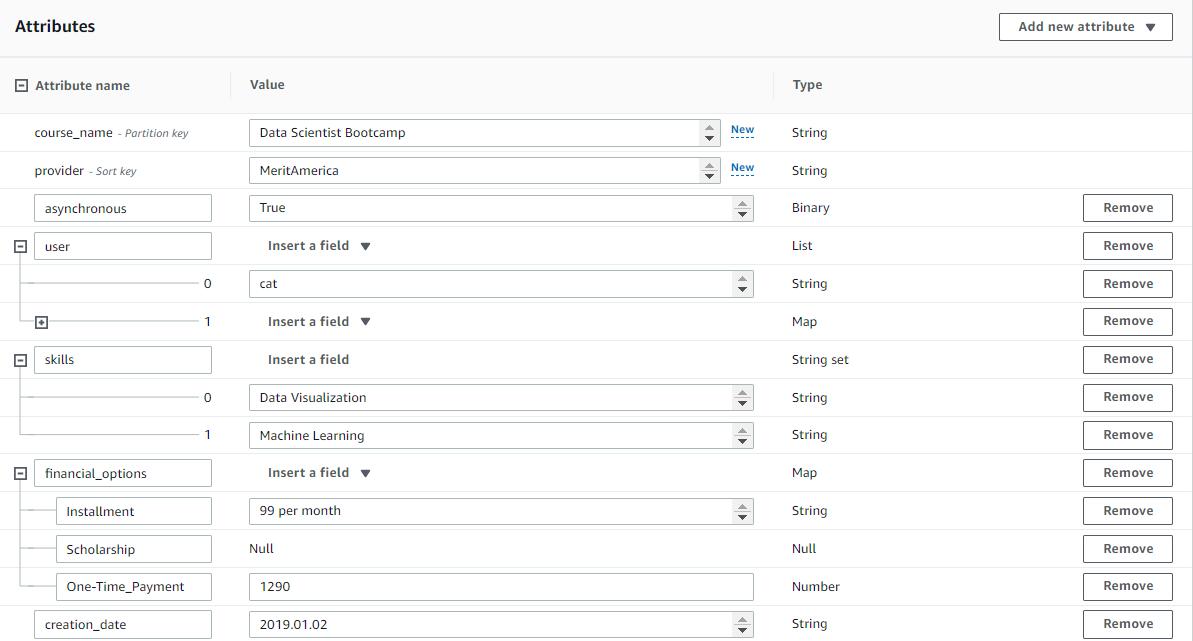 Attributes
Add new attribute
Attribute name Value Type
course_name - Partition key Data Scientist Bootcamp New String
provider - Sort key MeritAmerica New String
asynchronous True Binary Remove
user Insert a field List Remove
0 cat String Remove
1 Insert a field Map Remove
skills Insert a field String set Remove
0 Data Visualization String Remove
1 Machine Learning String Remove
financial_options Insert a field Map Remove
Installment 99 per month String Remove
Scholarship Null Null Remove
One-Time_Payment 1290 Number Remove
creation_date 2019.01.02 String Remove